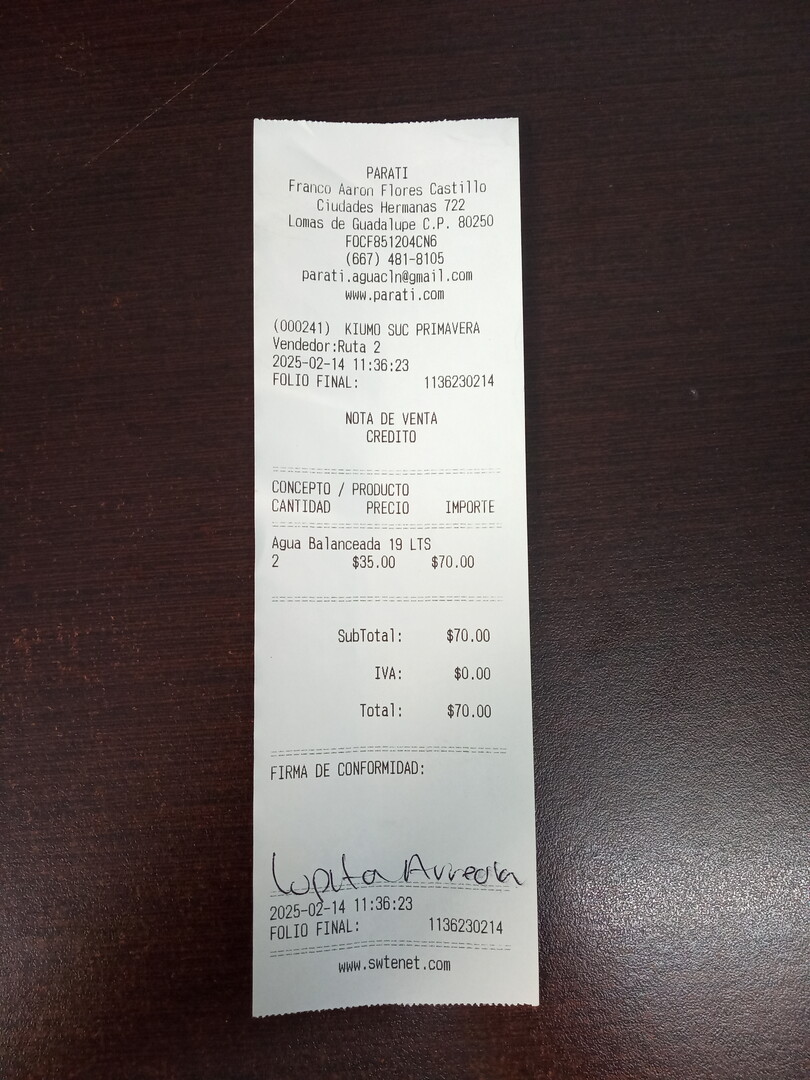 PARATI
Franco Aaron Flores Castillo
Ciudades Hermanas 722
Lomas de Guadalupe C.P. 80250
FOCF851204CN6
(667) 481-8105
parati.aguacln@gmail.com
www.parati.com
(000241) KIUMO SUC PRIMAVERA
Vendedor:Ruta 2
2025-02-14 11:36:23
FOLIO FINAL: 1136230214
NOTA DE VENTA
CREDITO
CONCEPTO / PRODUCTO
CANTIDAD PRECIO IMPORTE
Agua Balanceada 19 LTS
2 $35.00 $70.00
SubTotal: $70.00
IVA: $0.00
Total: $70.00
FIRMA DE CONFORMIDAD:
Lupita Arreola
2025-02-14 11:36:23
FOLIO FINAL: 1136230214
www.swtenet.com